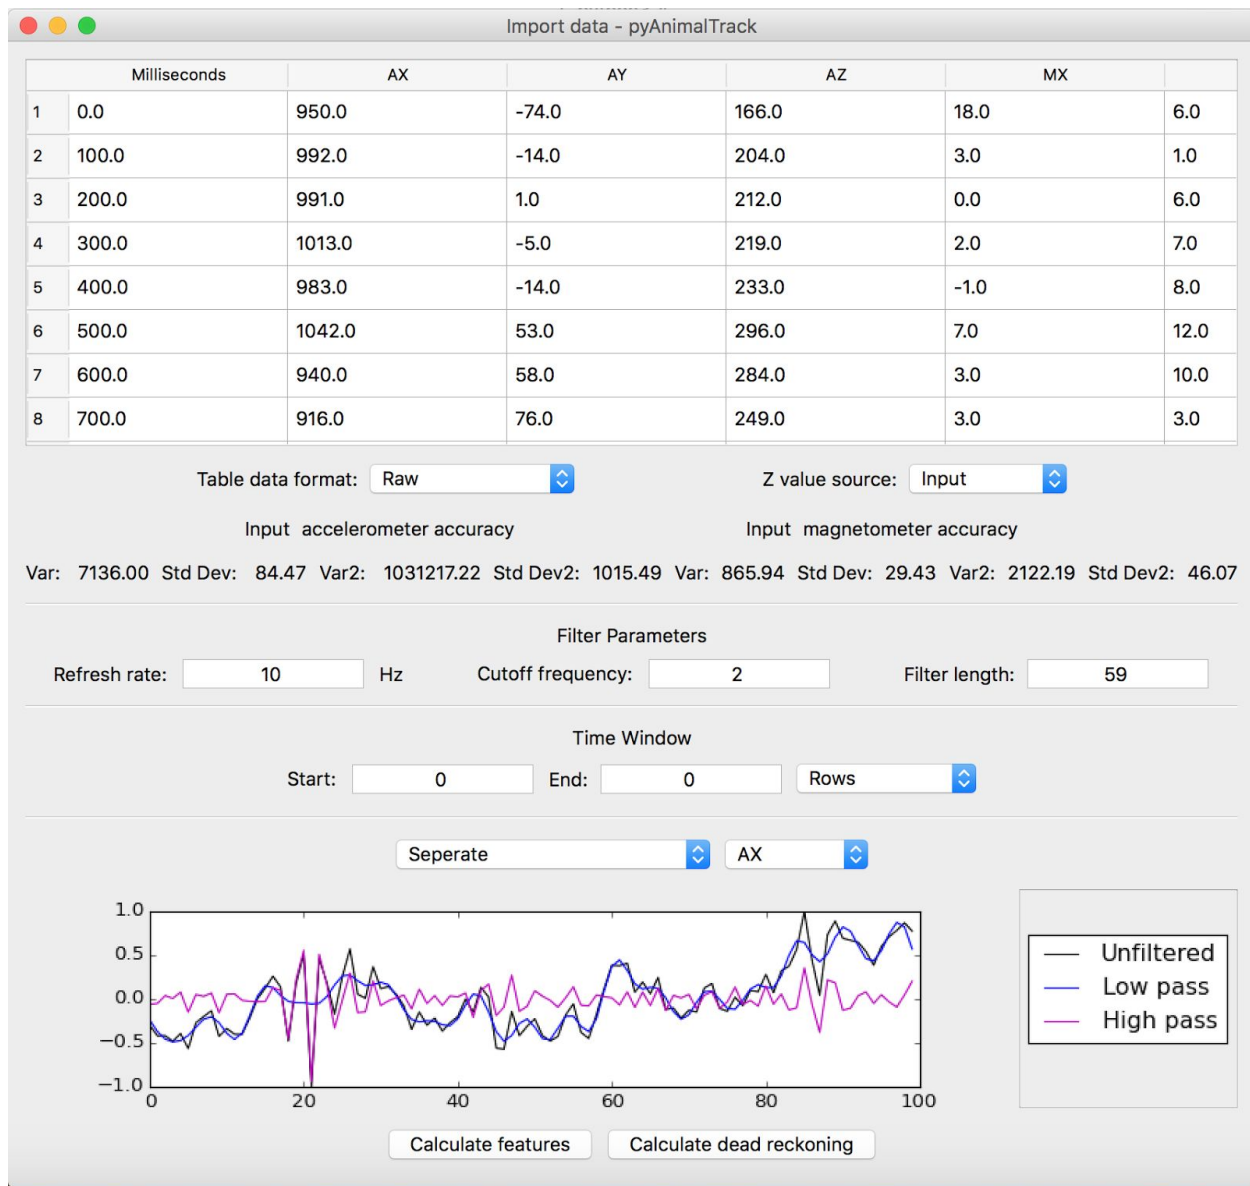 Import data - pyAnimalTrack
Milliseconds AX AY AZ MX
1 0.0 950.0 -74.0 166.0 18.0 6.0
2 100.0 992.0 -14.0 204.0 3.0 1.0
3 200.0 991.0 1.0 212.0 0.0 6.0
4 300.0 1013.0 -5.0 219.0 2.0 7.0
5 400.0 983.0 -14.0 233.0 -1.0 8.0
6 500.0 1042.0 53.0 296.0 7.0 12.0
7 600.0 940.0 58.0 284.0 3.0 10.0
8 700.0 916.0 76.0 249.0 3.0 3.0
Table data format: Raw Z value source: Input
Input accelerometer accuracy Input magnetometer accuracy
Var: 7136.00 Std Dev: 84.47 Var2: 1031217.22 Std Dev2: 1015.49 Var: 865.94 Std Dev: 29.43 Var2: 2122.19 Std Dev2: 46.07
Filter Parameters
Refresh rate: 10 Hz Cutoff frequency: 2 Filter length: 59
Time Window
Start: 0 End: 0 Rows
Seperate AX
1.0
0.5
0.0
−0.5
−1.0
0 20 40 60 80 100
Unfiltered
Low pass
High pass
Calculate features Calculate dead reckoning